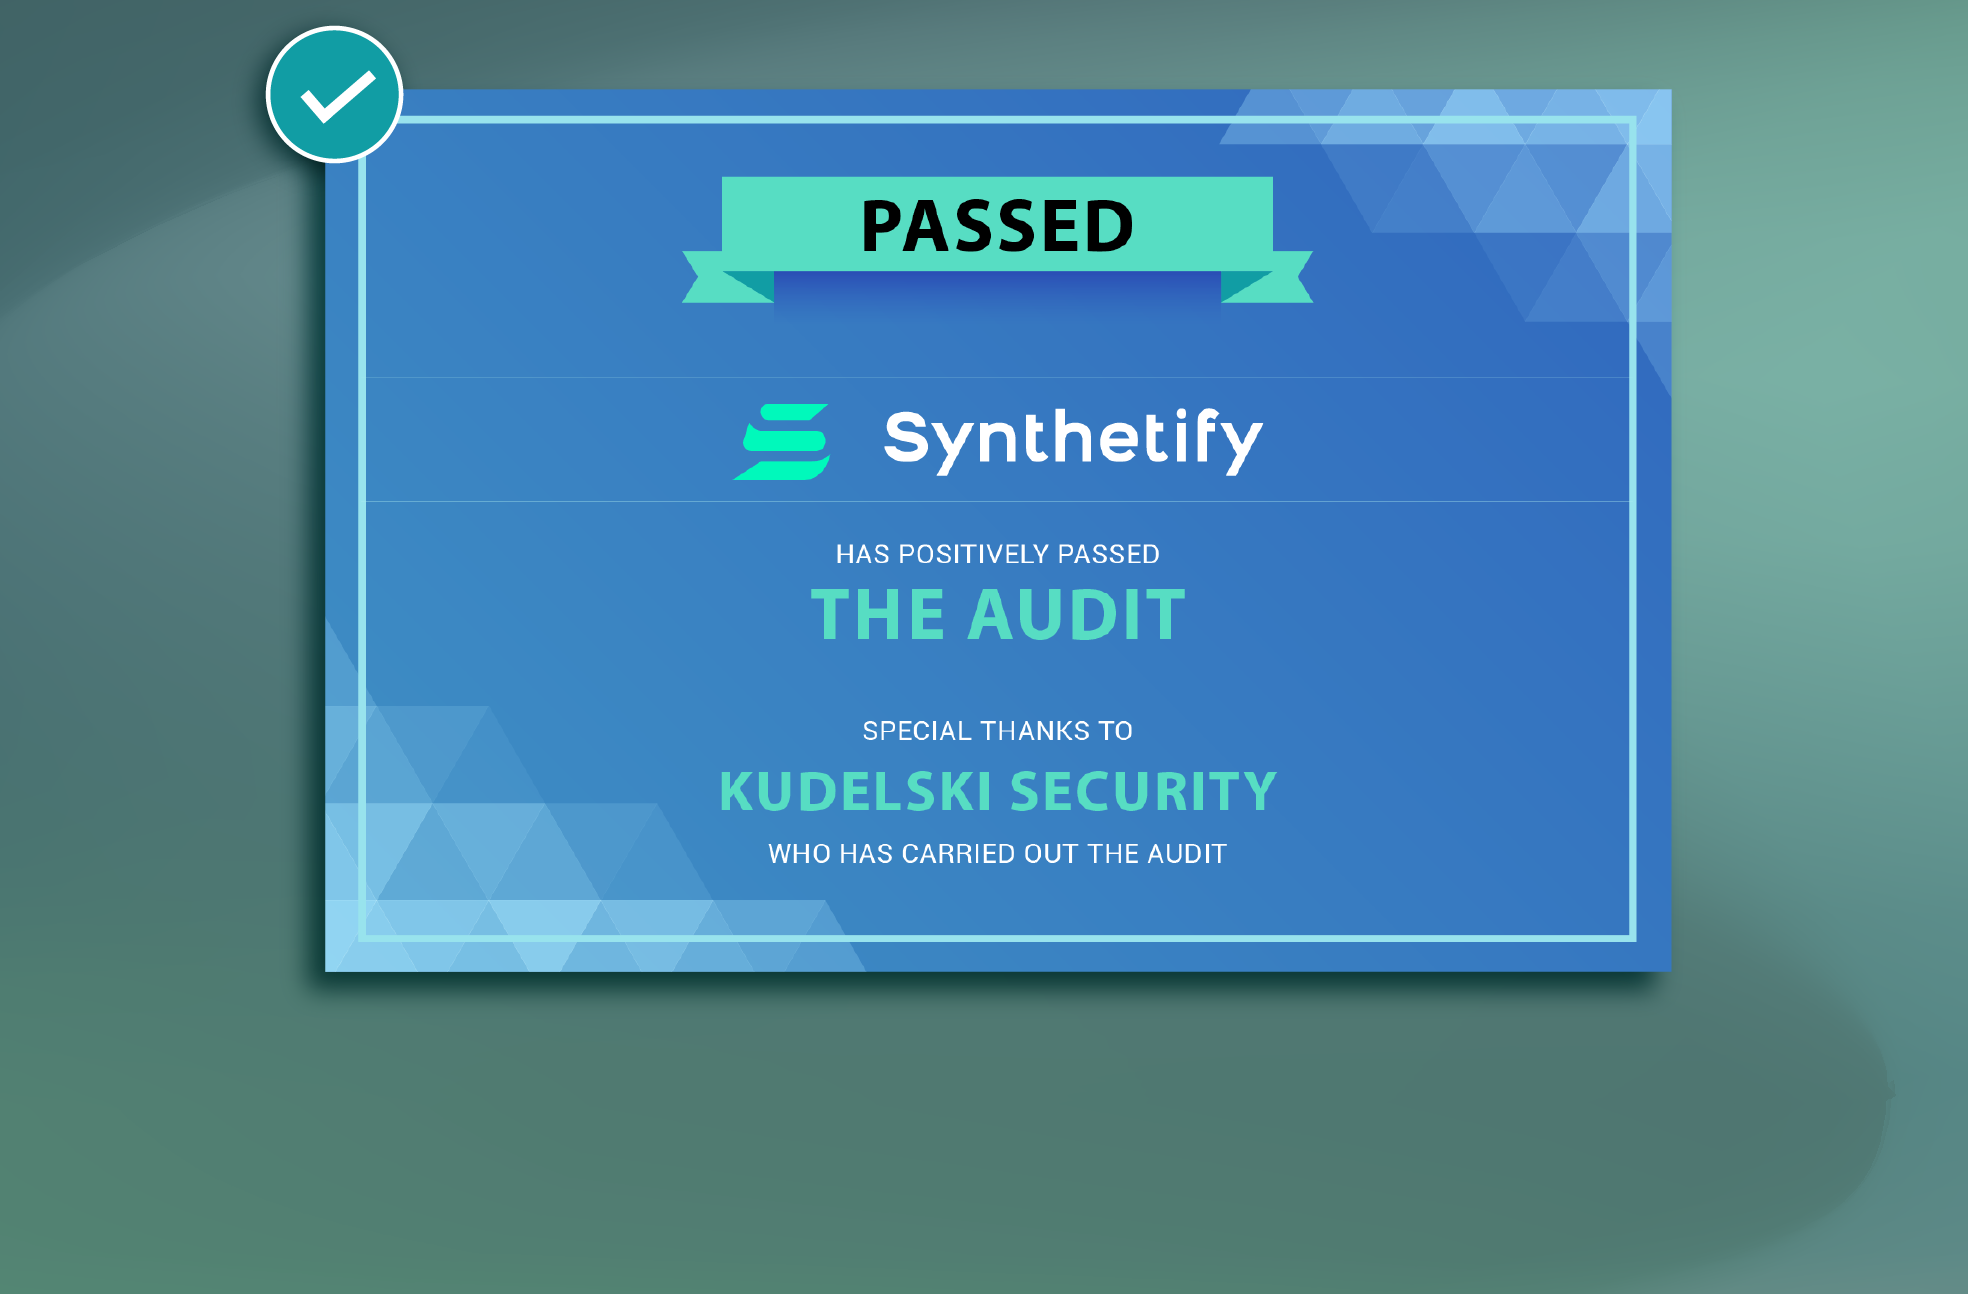 PASSED
Synthetify
HAS POSITIVELY PASSED
THE AUDIT
SPECIAL THANKS TO
KUDELSKI SECURITY
WHO HAS CARRIED OUT THE AUDIT